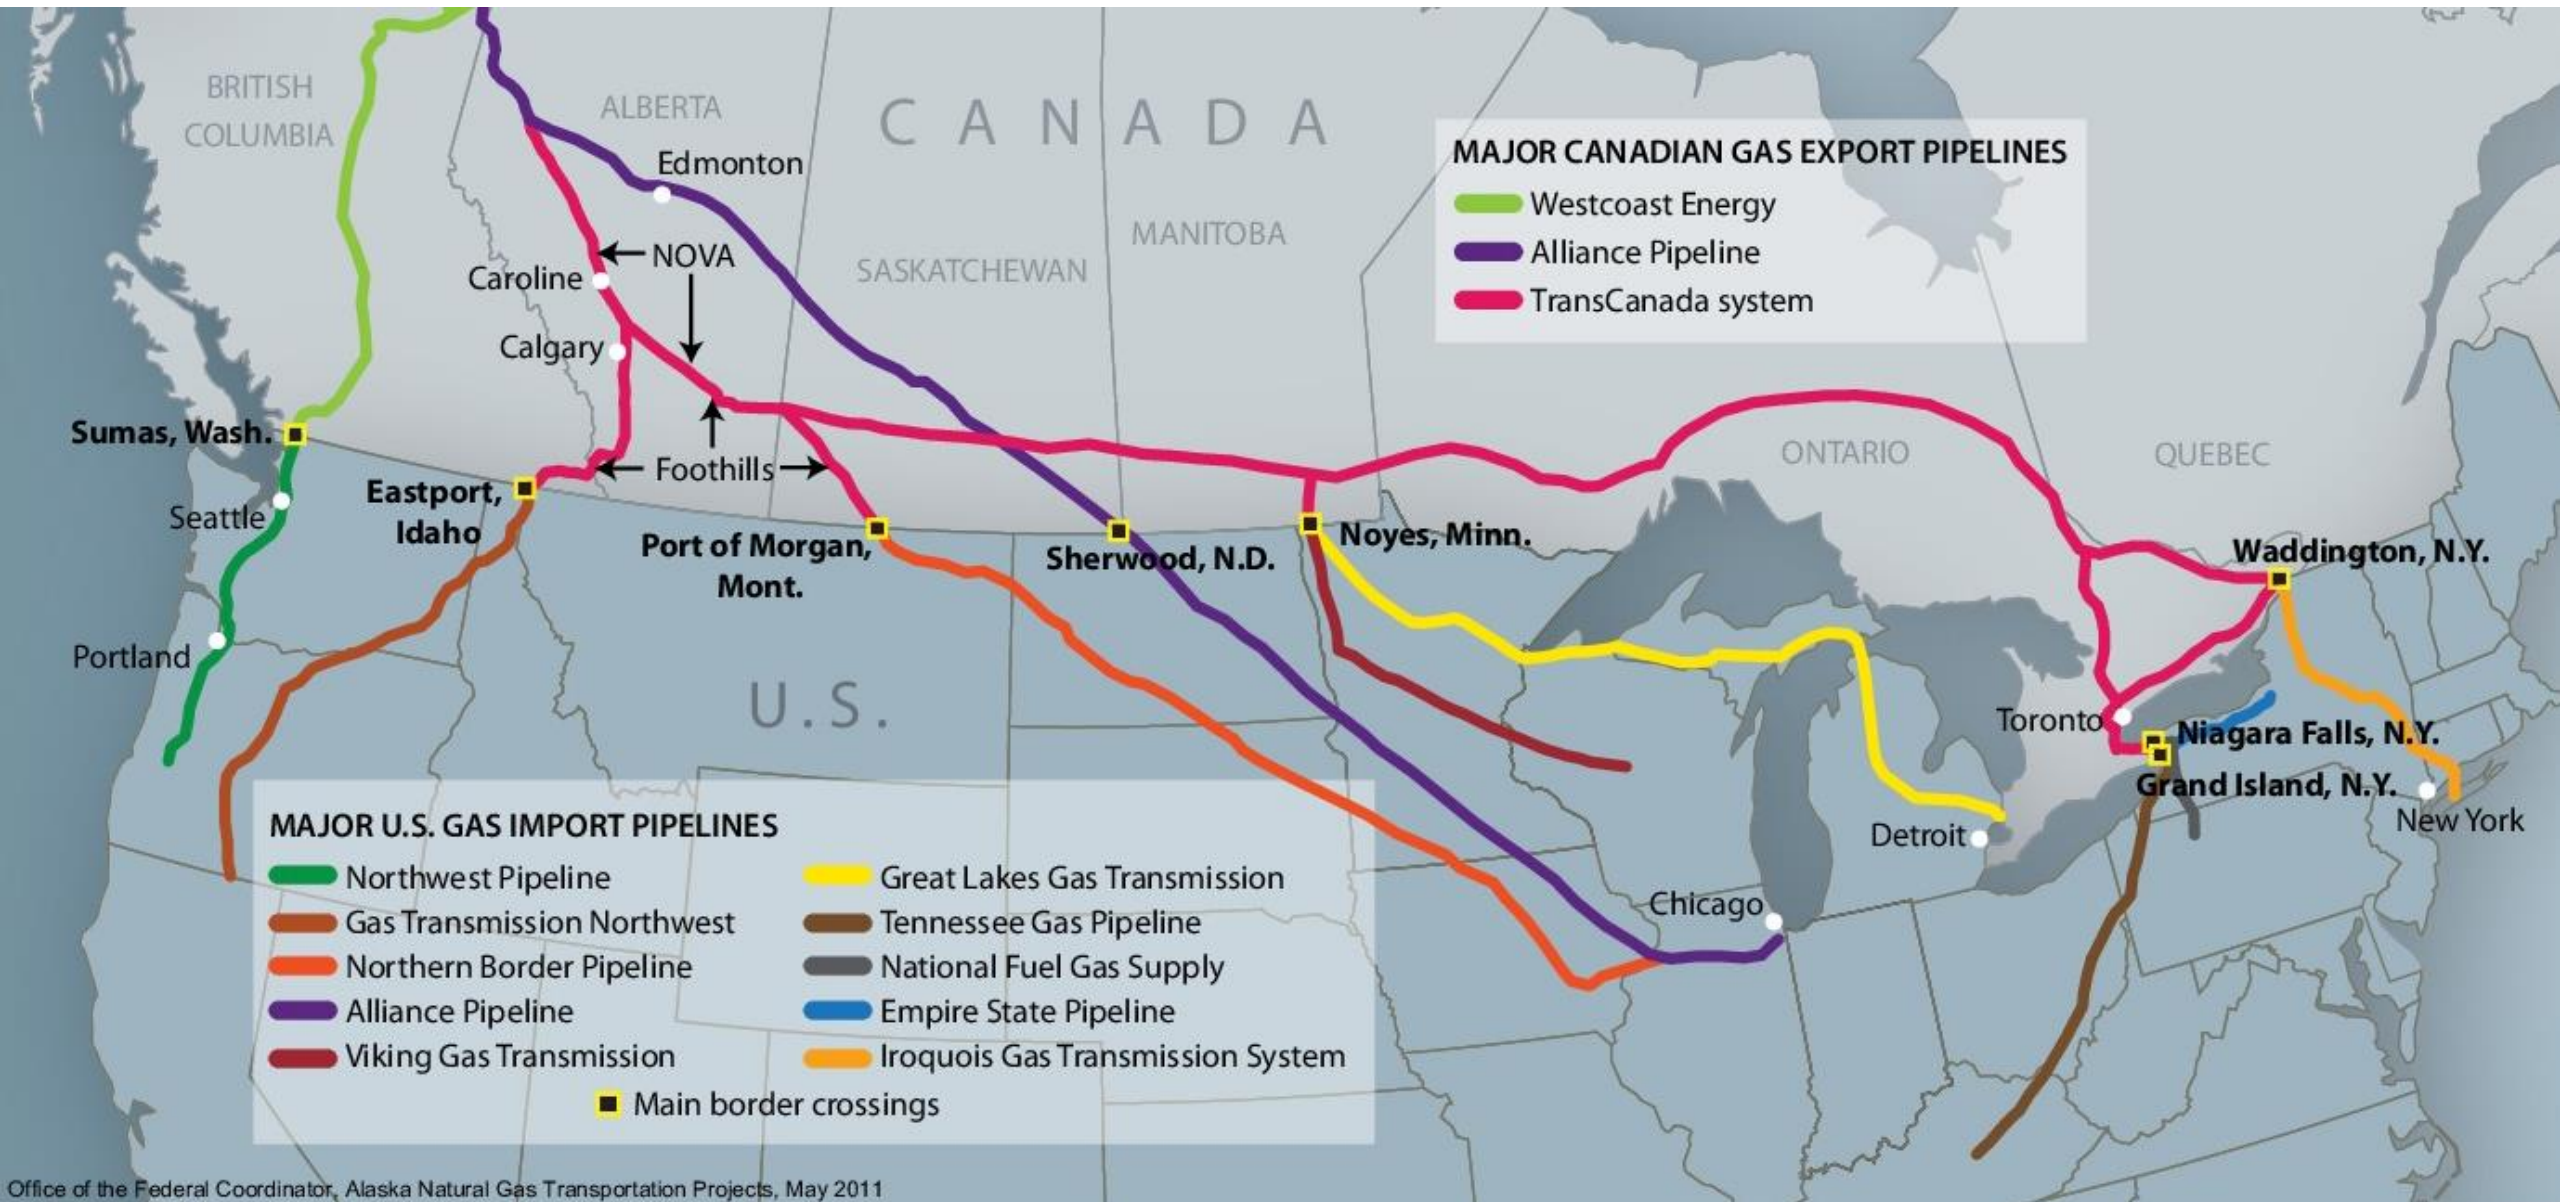 BRITISH
COLUMBIA
ALBERTA
CANADA
Edmonton
MANITOBA
SASKATCHEWAN
NOVA
Caroline
Calgary
MAJOR CANADIAN GAS EXPORT PIPELINES
Westcoast Energy
Alliance Pipeline
TransCanada system
Sumas, Wash.
Foothills
ONTARIO
QUEBEC
Eastport,
Idaho
Seattle
Port of Morgan,
Mont.
Sherwood, N.D.
Noyes, Minn.
Waddington, N.Y.
Portland
U.S.
Toronto
Niagara Falls, N.Y.
Grand Island, N.Y.
New York
Detroit
Chicago
MAJOR U.S. GAS IMPORT PIPELINES
Northwest Pipeline
Gas Transmission Northwest
Northern Border Pipeline
Alliance Pipeline
Viking Gas Transmission
Great Lakes Gas Transmission
Tennessee Gas Pipeline
National Fuel Gas Supply
Empire State Pipeline
Iroquois Gas Transmission System
Main border crossings
Office of the Federal Coordinator, Alaska Natural Gas Transportation Projects, May 2011